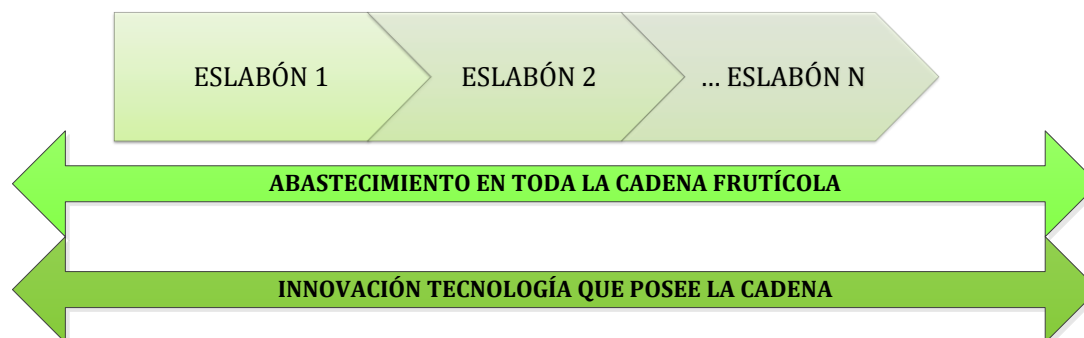 ESLABÓN 1
ESLABÓN 2
... ESLABÓN N
ABASTECIMIENTO EN TODA LA CADENA FRUTÍCOLA
INNOVACIÓN TECNOLOGÍA QUE POSEE LA CADENA